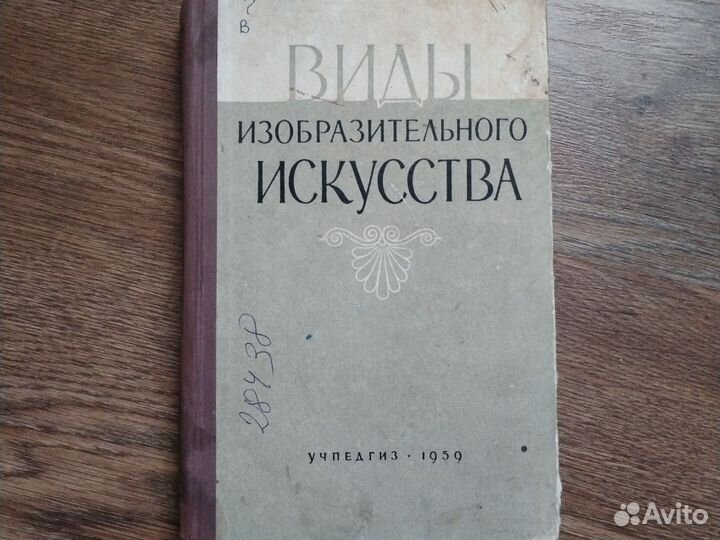 В
ВИДЫ
ИЗОБРАЗИТЕЛЬНОГО
ИСКУССТВА
28438
УЧПЕДГИЗ · 1959
Avito